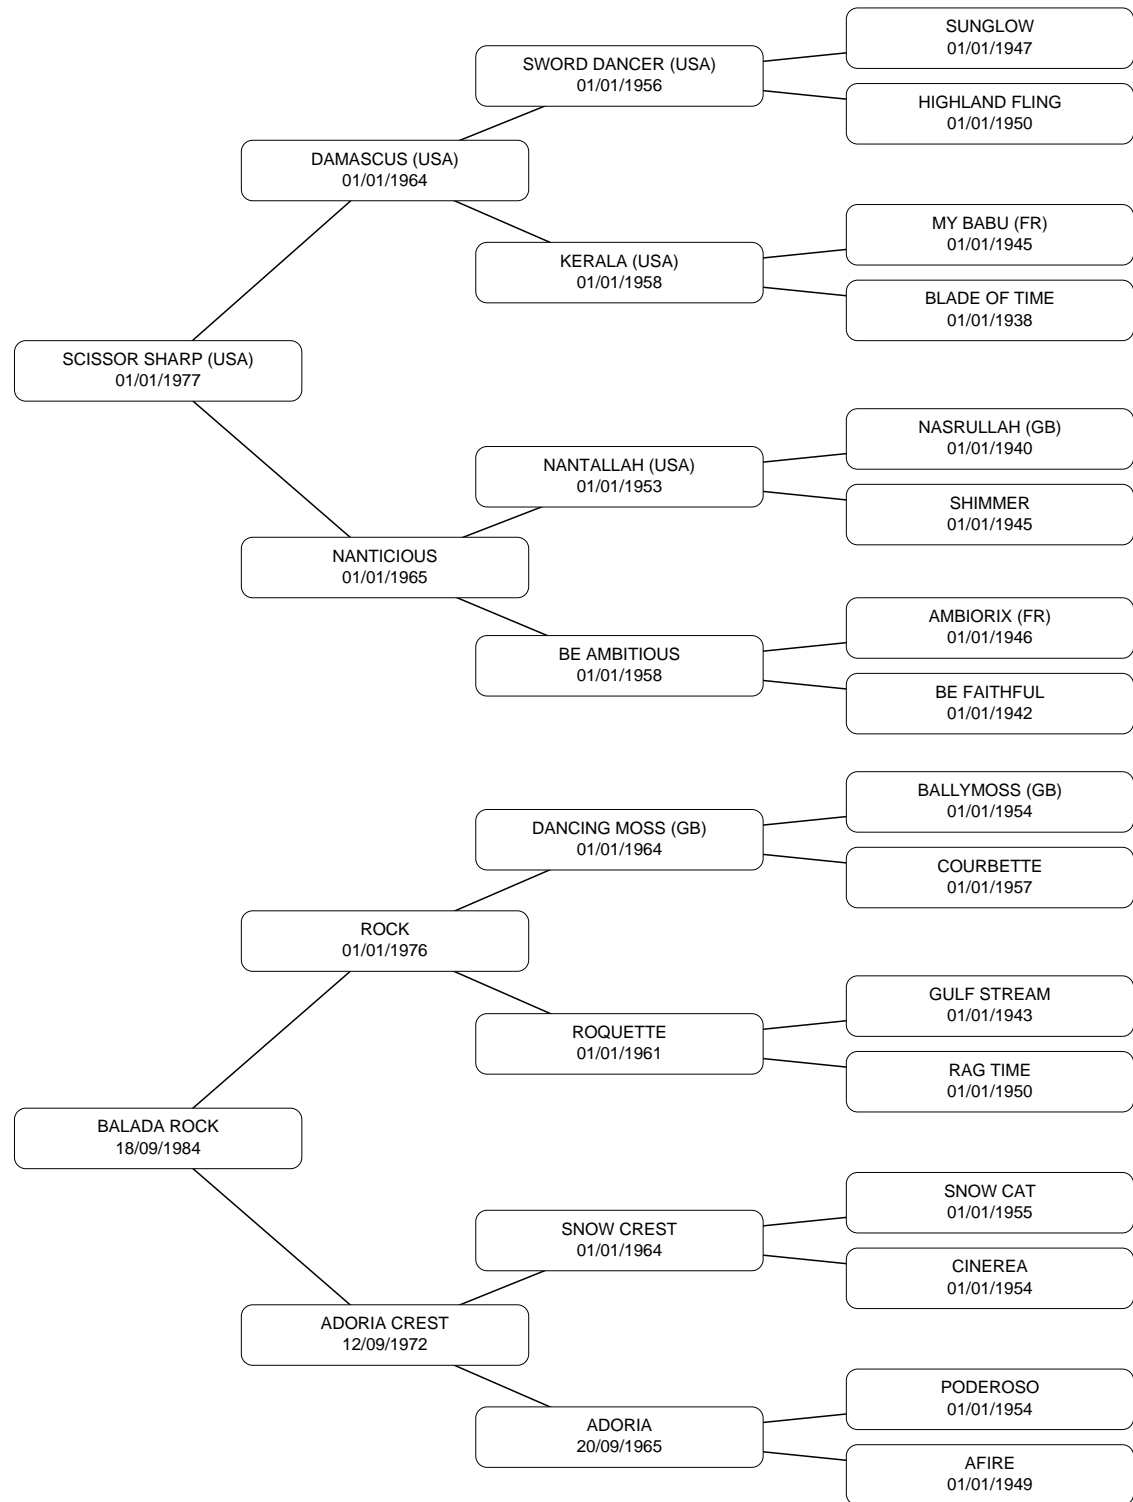 SUNGLOW
01/01/1947
SWORD DANCER (USA)
01/01/1956
HIGHLAND FLING
01/01/1950
DAMASCUS (USA)
01/01/1964
MY BABU (FR)
01/01/1945
KERALA (USA)
01/01/1958
BLADE OF TIME
01/01/1938
SCISSOR SHARP (USA)
01/01/1977
NASRULLAH (GB)
01/01/1940
NANTALLAH (USA)
01/01/1953
SHIMMER
01/01/1945
NANTICIOUS
01/01/1965
AMBIORIX (FR)
01/01/1946
BE AMBITIOUS
01/01/1958
BE FAITHFUL
01/01/1942
BALLYMOSS (GB)
01/01/1954
DANCING MOSS (GB)
01/01/1964
COURBETTE
01/01/1957
ROCK
01/01/1976
GULF STREAM
01/01/1943
ROQUETTE
01/01/1961
RAG TIME
01/01/1950
BALADA ROCK
18/09/1984
SNOW CAT
01/01/1955
SNOW CREST
01/01/1964
CINEREA
01/01/1954
ADORIA CREST
12/09/1972
PODEROSO
01/01/1954
ADORIA
20/09/1965
AFIRE
01/01/1949